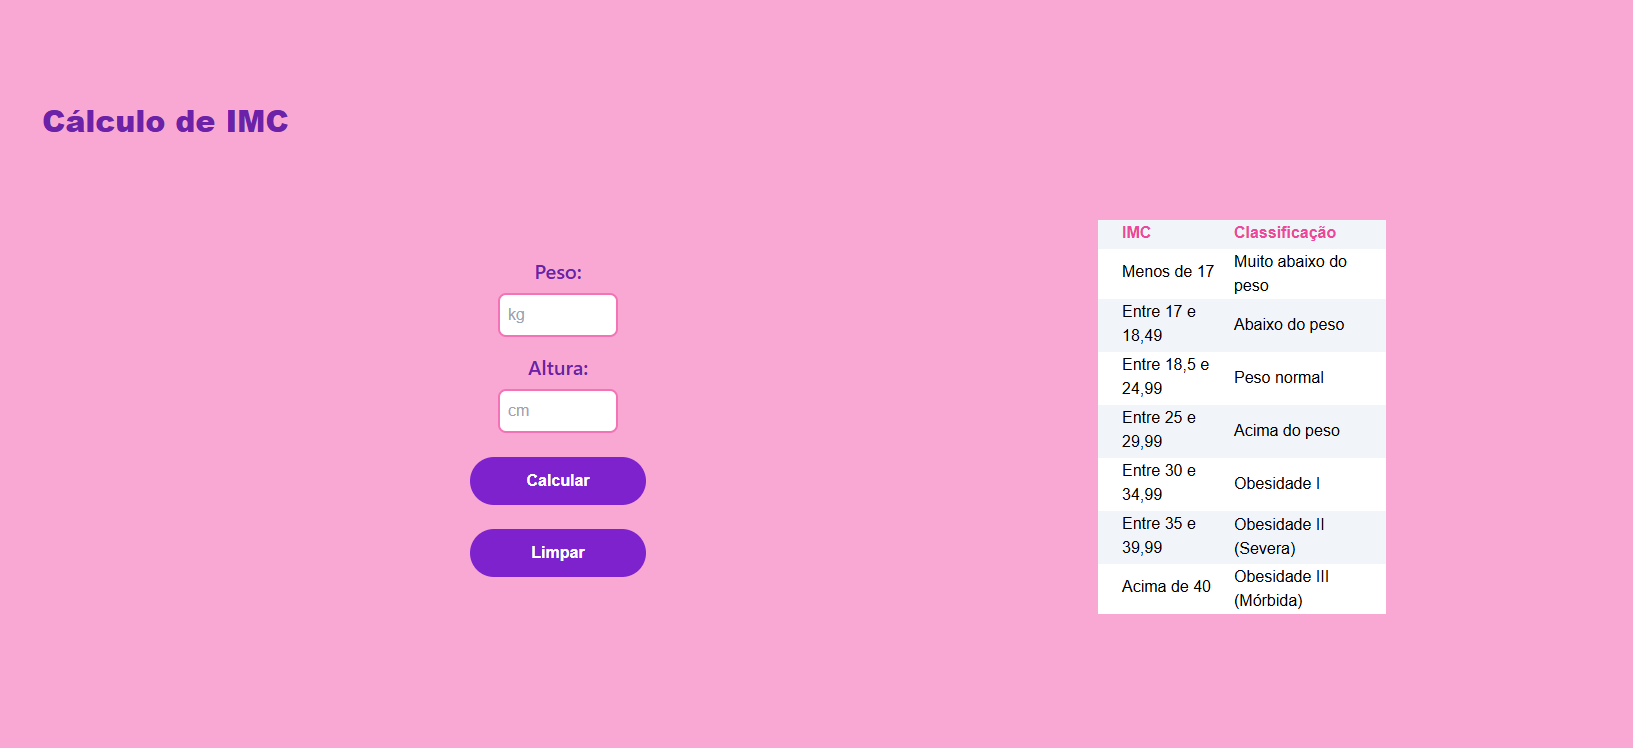 Cálculo de IMC
Peso:
kg
Altura:
cm
Calcular
Limpar
IMC Classificação
Menos de 17 Muito abaixo do
peso
Entre 17 e
18,49 Abaixo do peso
Entre 18,5 e
24,99 Peso normal
Entre 25 e
29,99 Acima do peso
Entre 30 e
34,99 Obesidade I
Entre 35 e Obesidade II
39,99 (Severa)
Acima de 40 Obesidade III
(Mórbida)